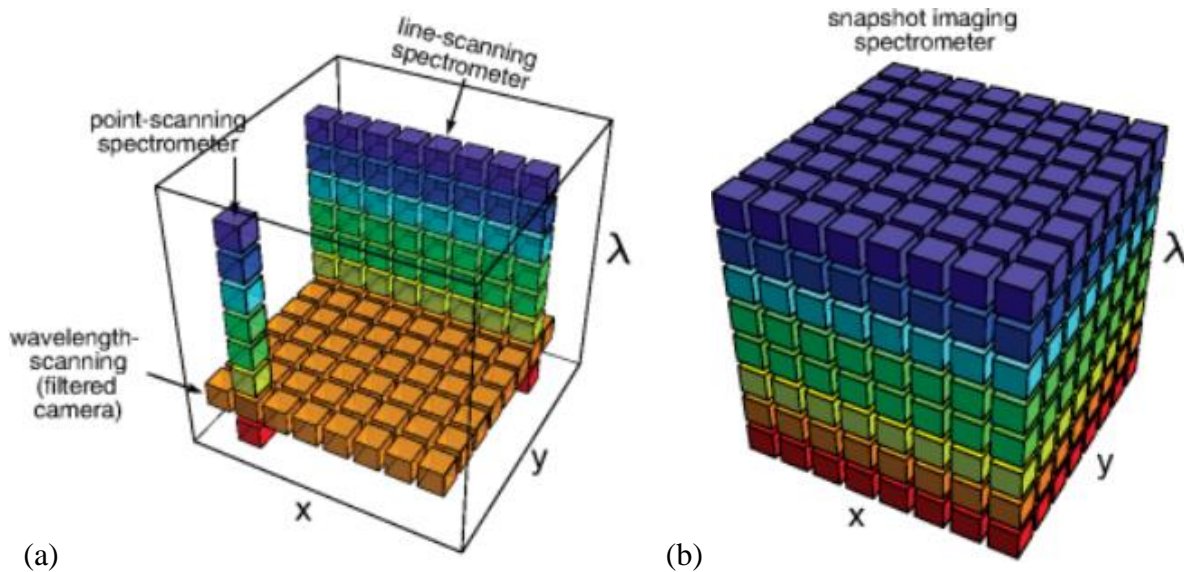 line-scanning
spectrometer
point-scanning
spectrometer
wavelength-
scanning
(filtered
camera)
λ
y
x
(a)
snapshot imaging
spectrometer
λ
y
x
(b)